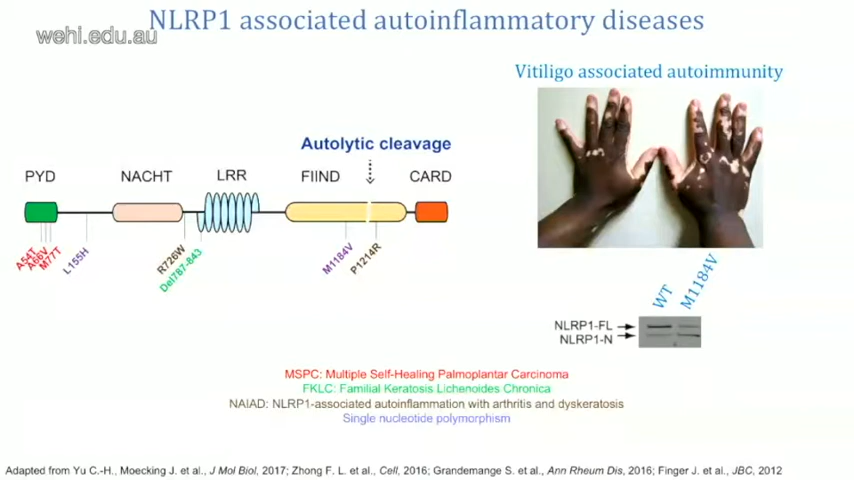 NLRP1 associated autoinflammatory diseases
wehi.edu.au
Vitiligo associated autoimmunity
Autolytic cleavage
PYD NACHT LRR FIIND CARD
A54T
A66V
M77T
L155H
R726W
Del787-843
M1184V
P1214R
WT
M1184V
NLRP1-FL
NLRP1-N
MSPC: Multiple Self-Healing Palmoplantar Carcinoma
FKLC: Familial Keratosis Lichenoides Chronica
NAIAD: NLRP1-associated autoinflammation with arthritis and dyskeratosis
Single nucleotide polymorphism
Adapted from Yu C.-H., Moecking J. et al., J Mol Biol, 2017; Zhong F. L. et al., Cell, 2016; Grandemange S. et al., Ann Rheum Dis, 2016; Finger J. et al., JBC, 2012